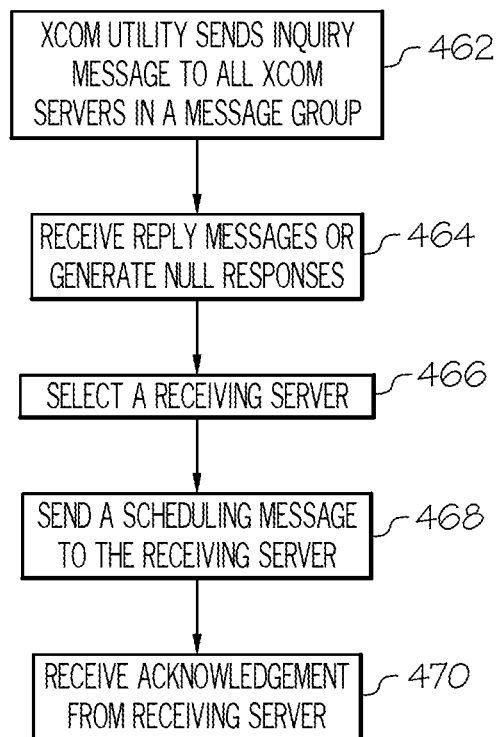 XCOM UTILITY SENDS INQUIRY
MESSAGE TO ALL XCOM
SERVERS IN A MESSAGE GROUP
462
RECEIVE REPLY MESSAGES OR
GENERATE NULL RESPONSES
464
SELECT A RECEIVING SERVER
466
SEND A SCHEDULING MESSAGE
TO THE RECEIVING SERVER
468
RECEIVE ACKNOWLEDGEMENT
FROM RECEIVING SERVER
470